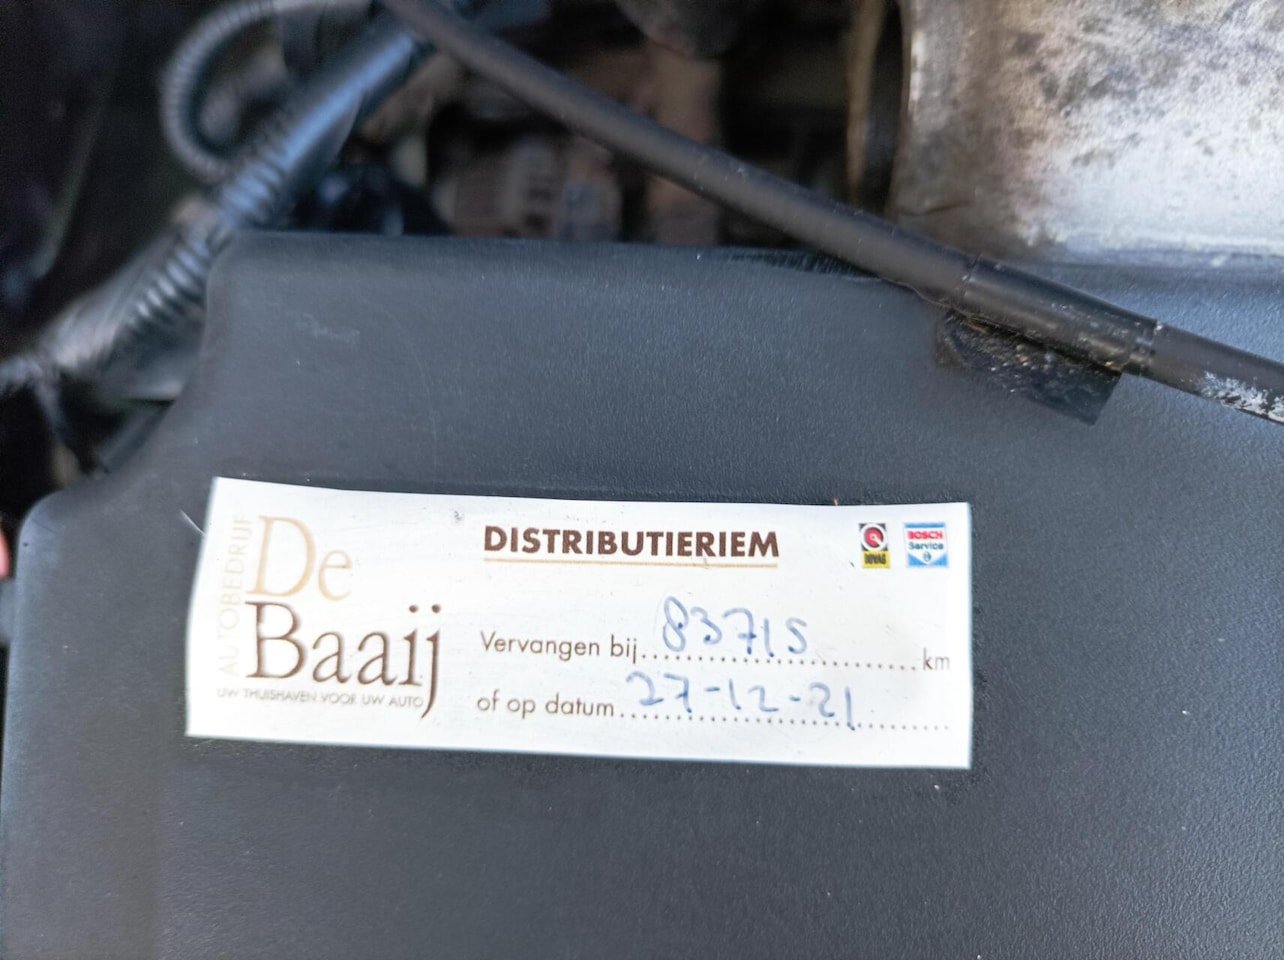 AUTOBEDRIJF
De
Baaij
UW THUISHAVEN VOOR UW AUTO
DISTRIBUTIERIEM
BOVAG
BOSCH
Service
Vervangen bij 83715 km
of op datum 27-12-21